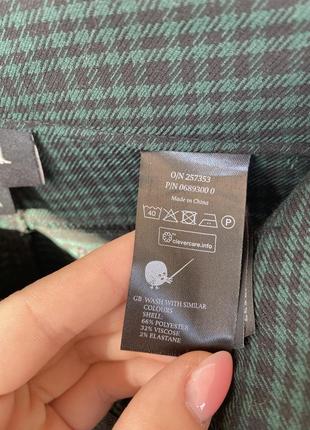 O/N 257353
P/N 0689300 0
Made in China
40 P
clevercare.info
GB WASH WITH SIMILAR
COLOURS
SHELL:
66% POLYESTER
32% VISCOSE
2% ELASTANE